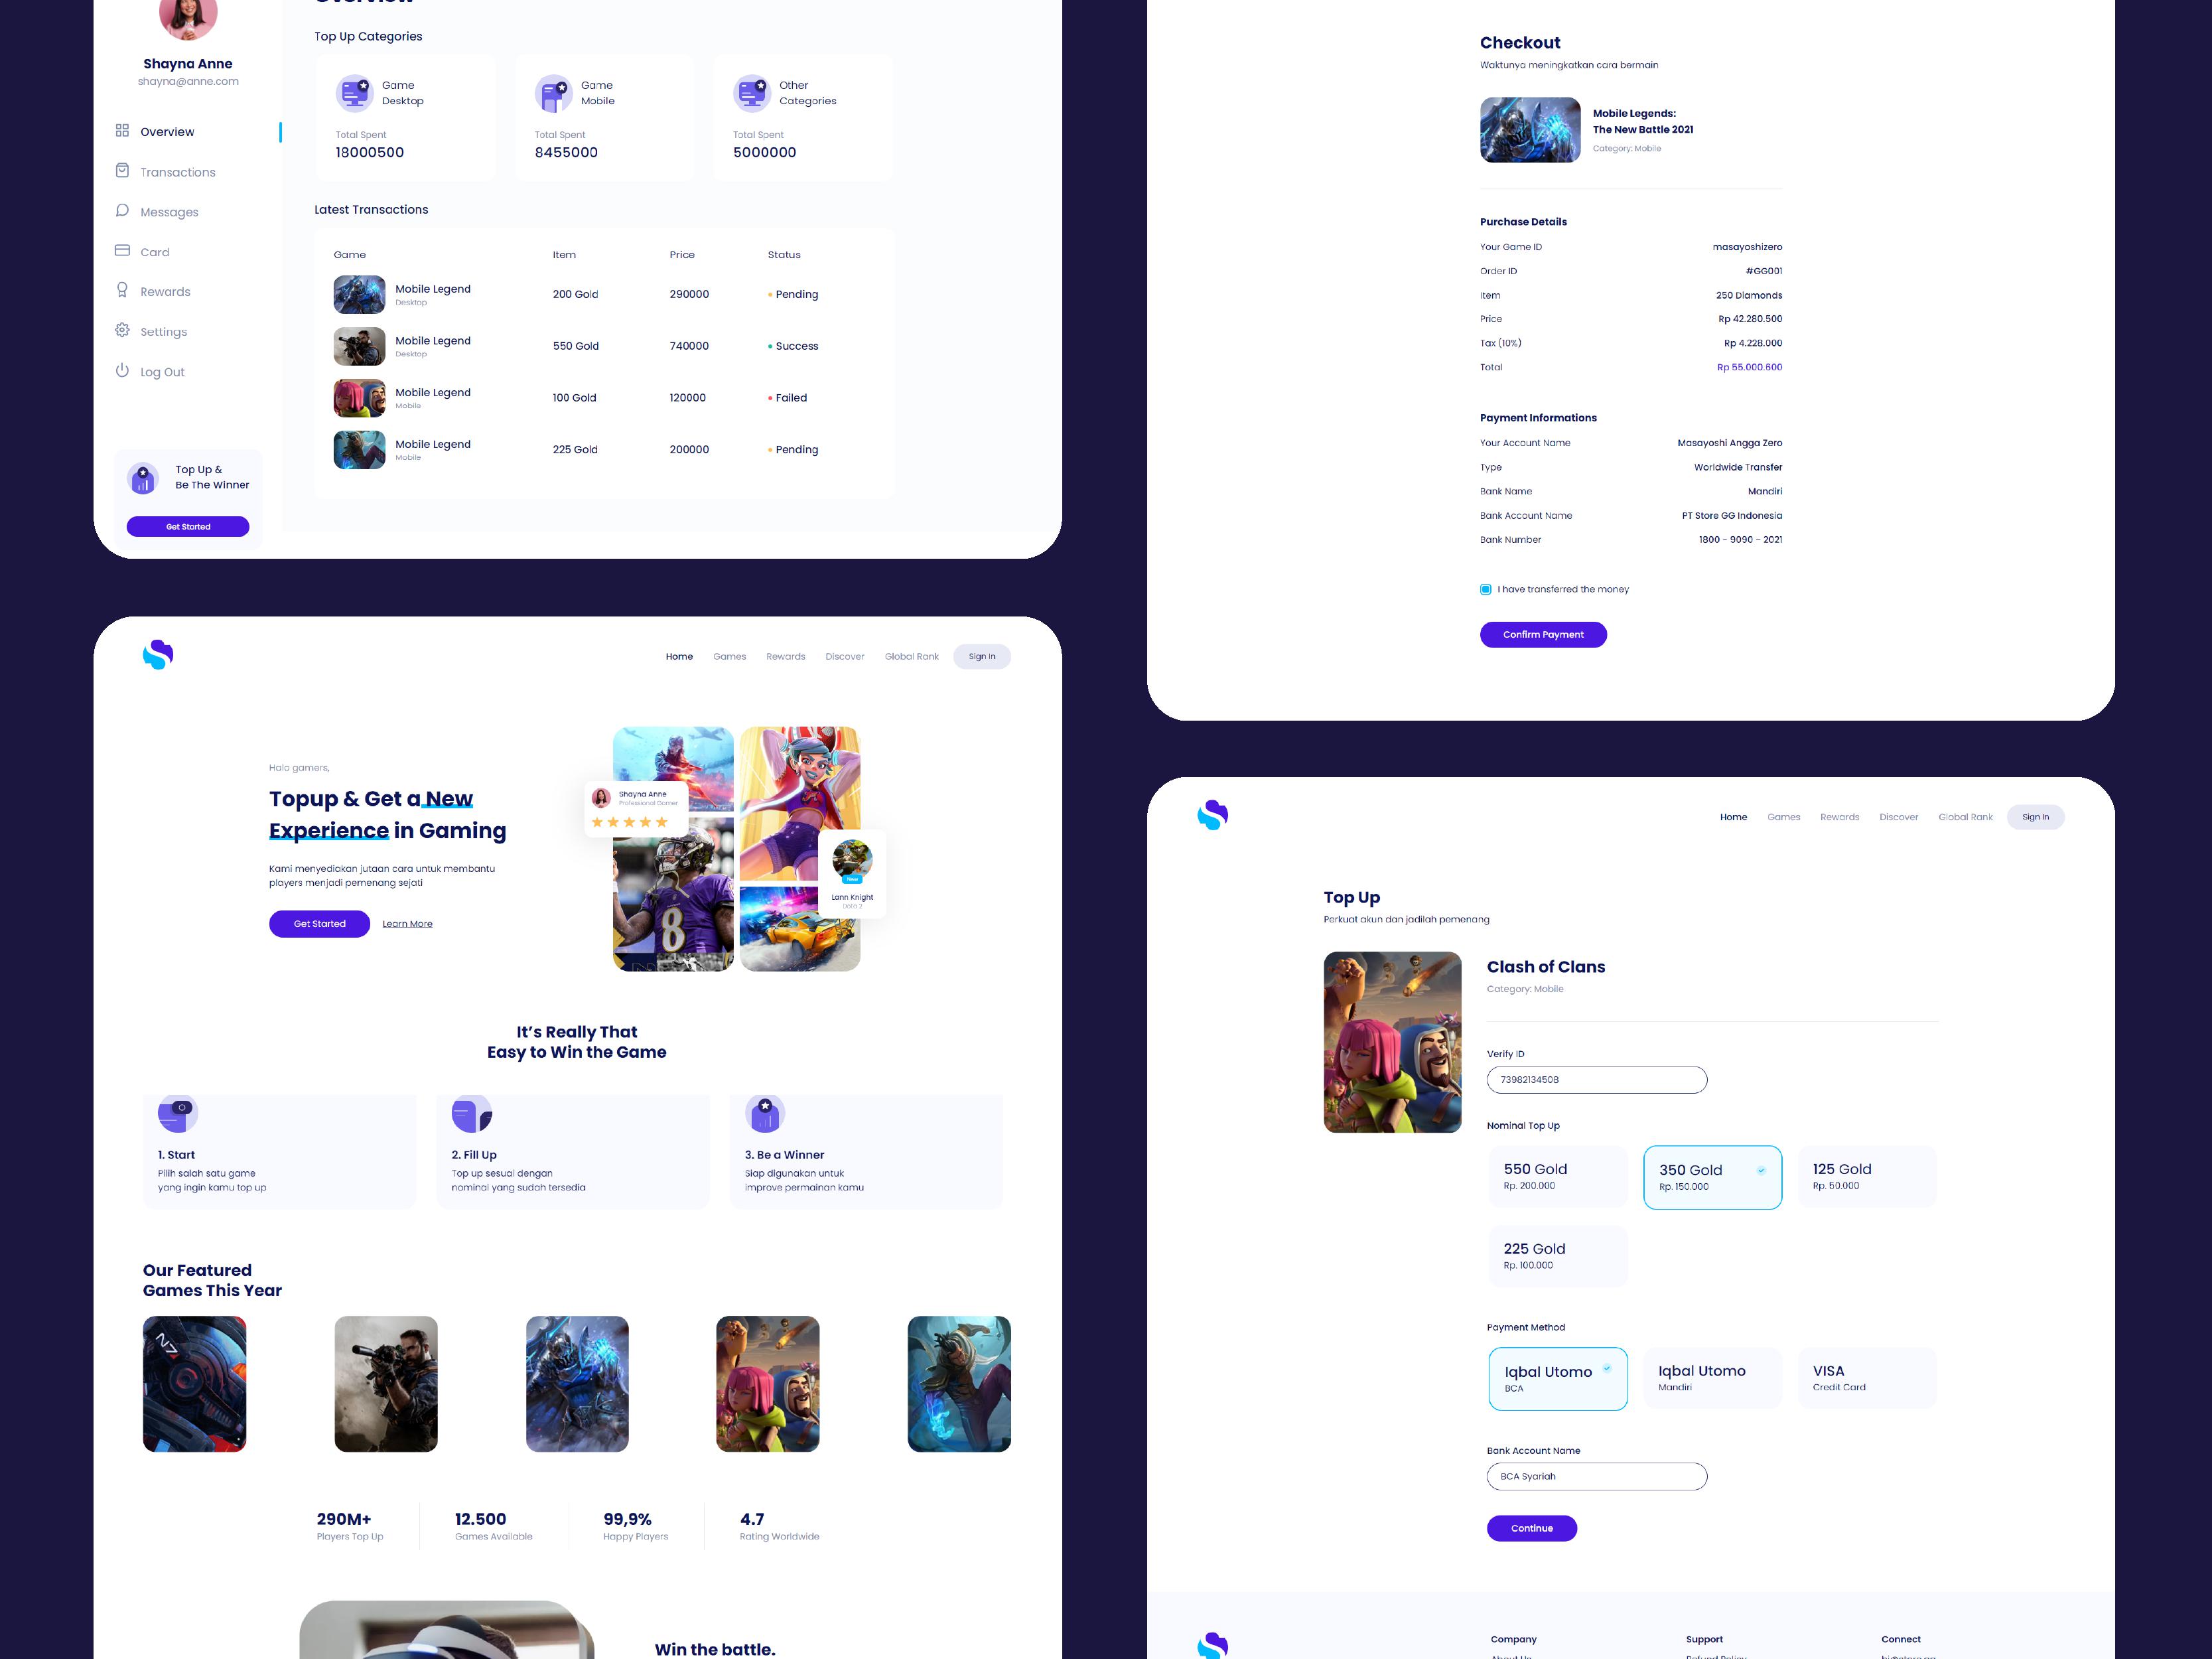 Overview
Shayna Anne
shayna@anne.com
Overview
Transactions
Messages
Card
Rewards
Settings
Log Out
Top Up &
Be The Winner
Get Started
Top Up Categories
Game
Desktop
Total Spent
18000500
Game
Mobile
Total Spent
8455000
Other
Categories
Total Spent
5000000
Latest Transactions
Game Item Price Status
Mobile Legend
Desktop
200 Gold 290000 Pending
Mobile Legend
Desktop
550 Gold 740000 Success
Mobile Legend
Mobile
100 Gold 120000 Failed
Mobile Legend
Mobile
225 Gold 200000 Pending
Home Games Rewards Discover Global Rank Sign In
Halo gamers,
Topup & Get a New
Experience in Gaming
Kami menyediakan jutaan cara untuk membantu
players menjadi pemenang sejati
Get Started Learn More
Shayna Anne
Professional Gamer
8
New
Lann Knight
Dota 2
It’s Really That
Easy to Win the Game
1. Start
Pilih salah satu game
yang ingin kamu top up
2. Fill Up
Top up sesuai dengan
nominal yang sudah tersedia
3. Be a Winner
Siap digunakan untuk
improve permainan kamu
Our Featured
Games This Year
N7
290M+
Players Top Up
12.500
Games Available
99,9%
Happy Players
4.7
Rating Worldwide
Win the battle.
Checkout
Waktunya meningkatkan cara bermain
Mobile Legends:
The New Battle 2021
Category: Mobile
Purchase Details
Your Game ID masayoshizero
Order ID #GG001
Item 250 Diamonds
Price Rp 42.280.500
Tax (10%) Rp 4.228.000
Total Rp 55.000.600
Payment Informations
Your Account Name Masayoshi Angga Zero
Type Worldwide Transfer
Bank Name Mandiri
Bank Account Name PT Store GG Indonesia
Bank Number 1800 - 9090 - 2021
I have transferred the money
Confirm Payment
Home Games Rewards Discover Global Rank Sign In
Top Up
Perkuat akun dan jadilah pemenang
Clash of Clans
Category: Mobile
Verify ID
73982134508
Nominal Top Up
550 Gold
Rp. 200.000
350 Gold
Rp. 150.000
125 Gold
Rp. 50.000
225 Gold
Rp. 100.000
Payment Method
Iqbal Utomo
BCA
Iqbal Utomo
Mandiri
VISA
Credit Card
Bank Account Name
BCA Syariah
Continue
Company Support Connect
About Us Refund Policy